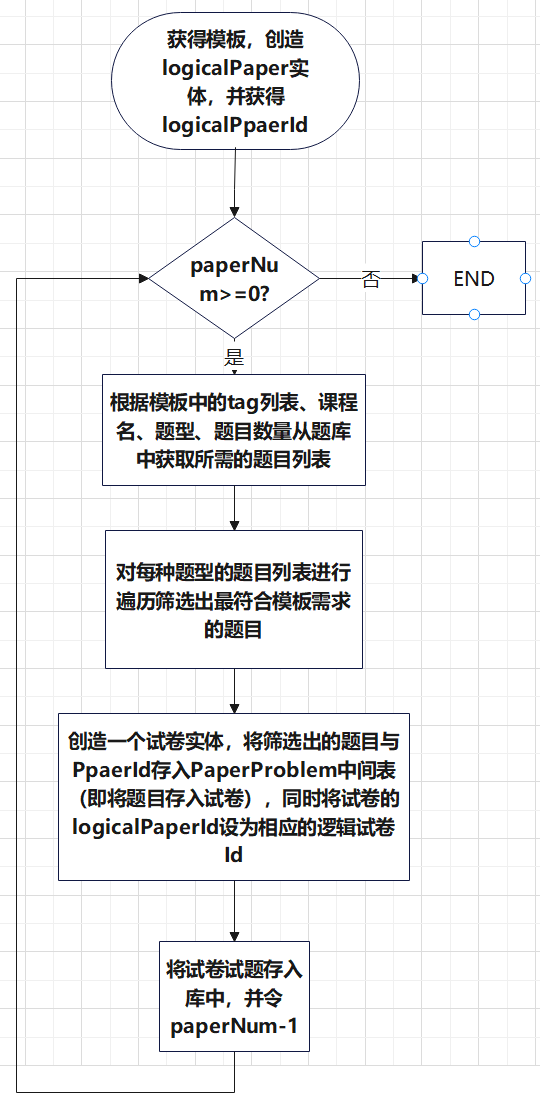 获得模板，创造
logicalPaper实
体，并获得
logicalPpaerId
paperNu
m>=0?
否
END
是
根据模板中的tag列表、课程
名、题型、题目数量从题库
中获取所需的题目列表
对每种题型的题目列表进行
遍历筛选出最符合模板需求
的题目
创造一个试卷实体，将筛选出的题目与
PpaerId存入PaperProblem中间表
（即将题目存入试卷），同时将试卷的
logicalPaperId设为相应的逻辑试卷
Id
将试卷试题存入
库中，并令
paperNum-1